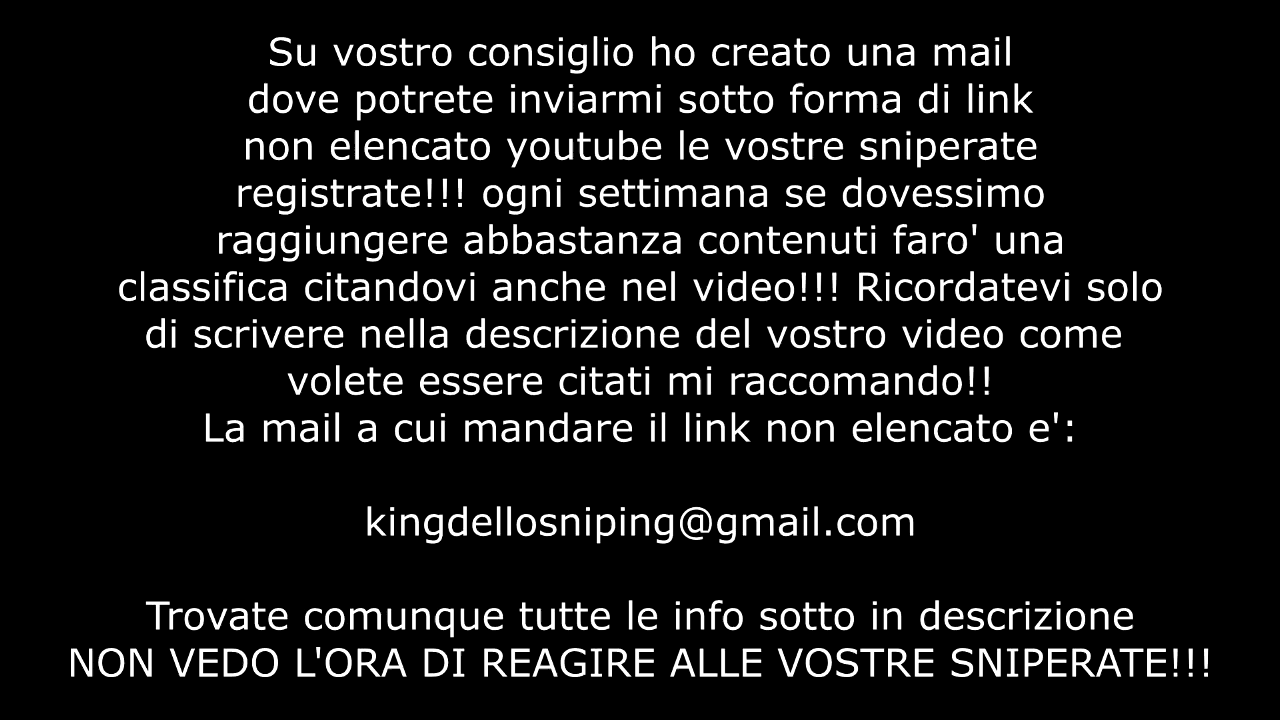 Su vostro consiglio ho creato una mail
dove potrete inviarmi sotto forma di link
non elencato youtube le vostre sniperate
registrate!!! ogni settimana se dovessimo
raggiungere abbastanza contenuti faro' una
classifica citandovi anche nel video!!! Ricordatevi solo
di scrivere nella descrizione del vostro video come
volete essere citati mi raccomando!!
La mail a cui mandare il link non elencato e':
kingdellosniping@gmail.com
Trovate comunque tutte le info sotto in descrizione
NON VEDO L'ORA DI REAGIRE ALLE VOSTRE SNIPERATE!!!